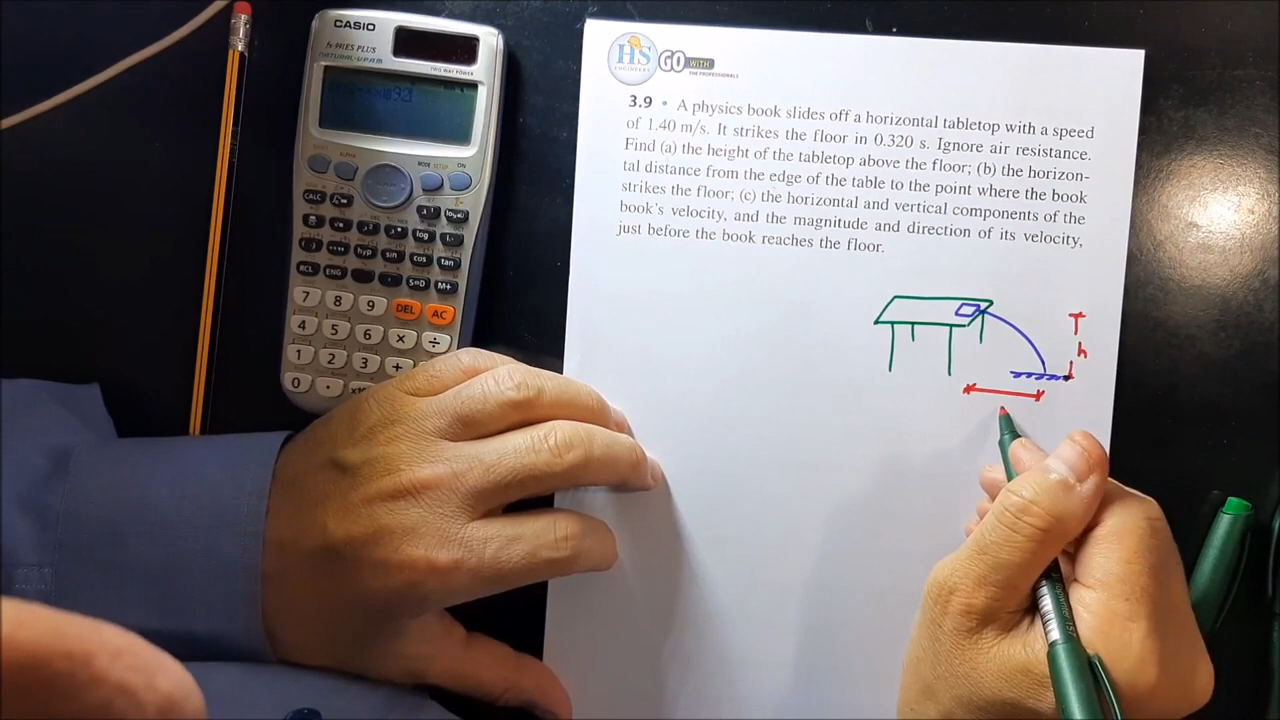 CASIO
fx-991ES PLUS
NATURAL-V.P.A.M.
TWO WAY POWER
SHIFT
ALPHA
MODE SETUP
ON
CALC
log
hyp sin cos tan
RCL ENG S⇔D M+
7 8 9 DEL AC
4 5 6 × ÷
1 2 3 +
0 ·
HS
ENGINEERS
GO WITH
THE PROFESSIONALS
3.9 • A physics book slides off a horizontal tabletop with a speed
of 1.40 m/s. It strikes the floor in 0.320 s. Ignore air resistance.
Find (a) the height of the tabletop above the floor; (b) the horizon-
tal distance from the edge of the table to the point where the book
strikes the floor; (c) the horizontal and vertical components of the
book's velocity, and the magnitude and direction of its velocity,
just before the book reaches the floor.
h